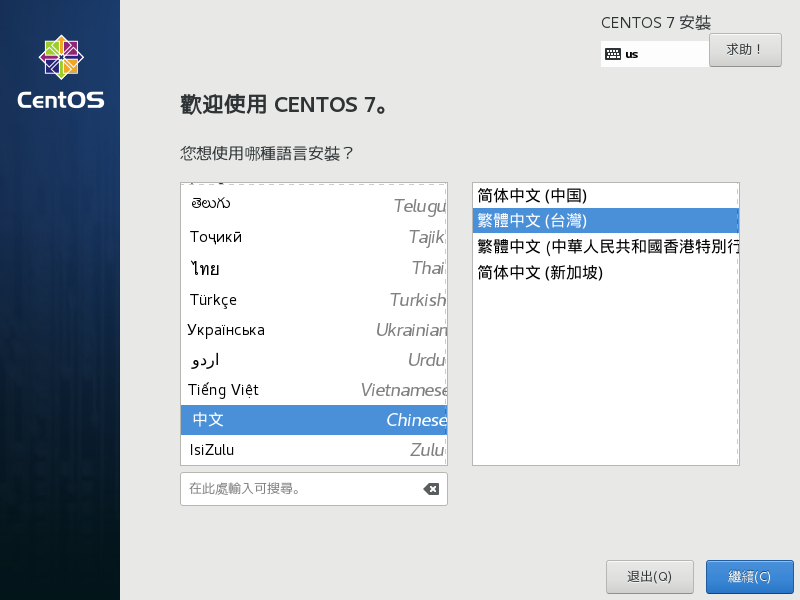 CENTOS 7 安裝
us
求助！
CentOS
歡迎使用 CENTOS 7。
您想使用哪種語言安裝？
తెలుగు Telugu
Тоҷикӣ Tajik
ไทย Thai
Türkçe Turkish
Українська Ukrainian
اردو Urdu
Tiếng Việt Vietnamese
中文 Chinese
IsiZulu Zulu
简体中文 (中国)
繁體中文 (台灣)
繁體中文 (中華人民共和國香港特別行
简体中文 (新加坡)
在此處輸入可搜尋。
退出(Q)
繼續(C)